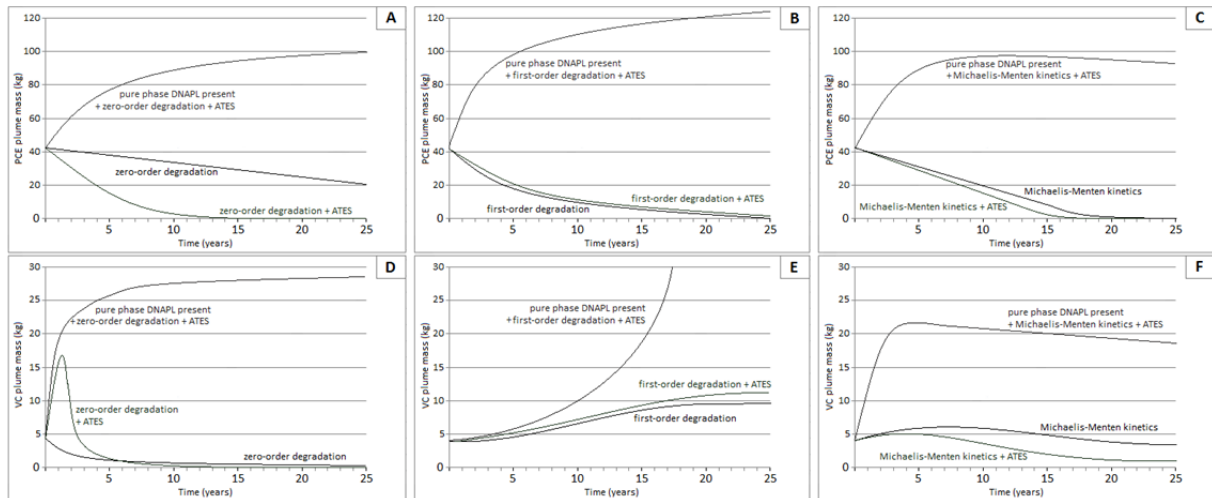 A
120
100
80
60
40
20
0
PCE plume mass (kg)
pure phase DNAPL present
+ zero-order degradation + ATES
zero-order degradation
zero-order degradation + ATES
5
10
15
20
25
Time (years)
B
120
100
80
60
40
20
0
PCE plume mass (kg)
pure phase DNAPL present
+ first-order degradation + ATES
first-order degradation + ATES
first-order degradation
5
10
15
20
25
Time (years)
C
120
100
80
60
40
20
0
PCE plume mass (kg)
pure phase DNAPL present
+ Michaelis-Menten kinetics + ATES
Michaelis-Menten kinetics
Michaelis-Menten kinetics + ATES
5
10
15
20
25
Time (years)
D
30
25
20
15
10
5
0
VC plume mass (kg)
pure phase DNAPL present
+ zero-order degradation + ATES
zero-order degradation
+ ATES
zero-order degradation
5
10
15
20
25
Time (years)
E
30
25
20
15
10
5
0
VC plume mass (kg)
pure phase DNAPL present
+ first-order degradation + ATES
first-order degradation + ATES
first-order degradation
5
10
15
20
25
Time (years)
F
30
25
20
15
10
5
0
VC plume mass (kg)
pure phase DNAPL present
+ Michaelis-Menten kinetics + ATES
Michaelis-Menten kinetics
Michaelis-Menten kinetics + ATES
5
10
15
20
25
Time (years)